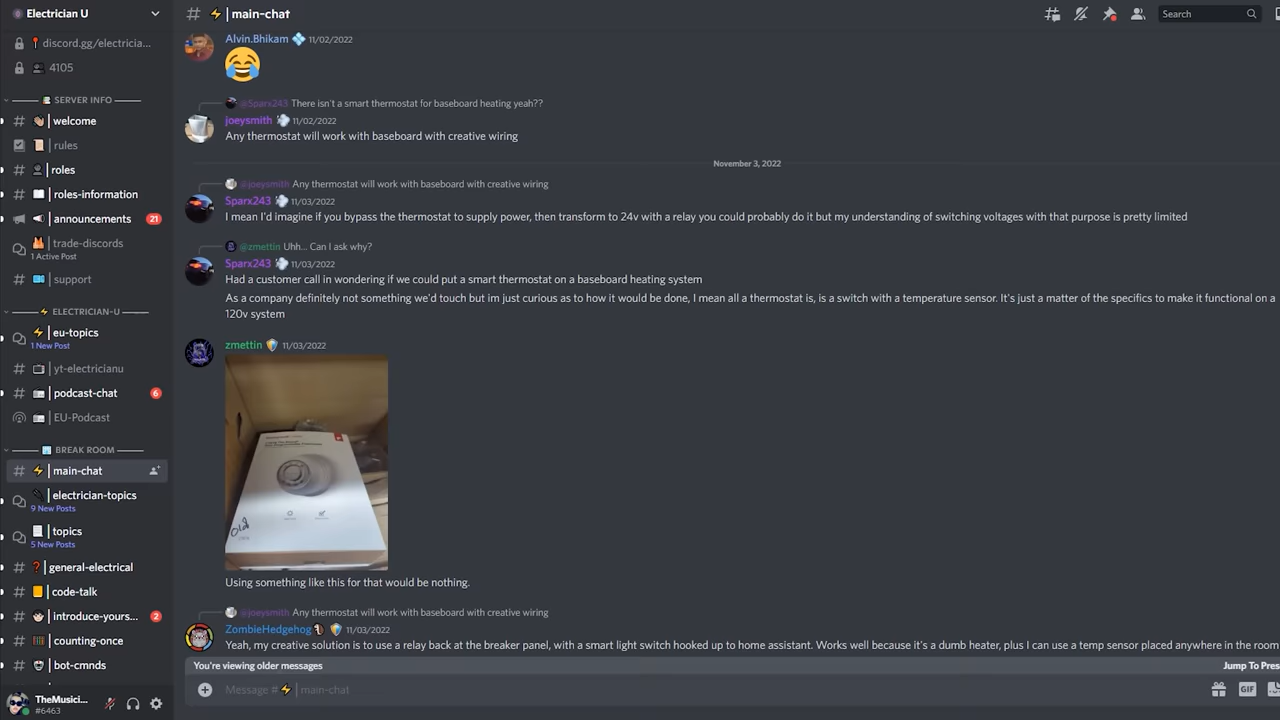 Electrician U
discord.gg/electricia...
4105
SERVER INFO
welcome
rules
roles
roles-information
announcements 21
trade-discords
1 Active Post
support
ELECTRICIAN-U
eu-topics
1 New Post
yt-electricianu
podcast-chat 6
EU-Podcast
BREAK ROOM
main-chat
electrician-topics
9 New Posts
topics
5 New Posts
general-electrical
code-talk
introduce-yours... 2
counting-once
bot-cmnds
TheMusici...
#6463
main-chat
Search
Alvin.Bhikam 11/02/2022
@Sparx243 There isn't a smart thermostat for baseboard heating yeah??
joeysmith 11/02/2022
Any thermostat will work with baseboard with creative wiring
November 3, 2022
@joeysmith Any thermostat will work with baseboard with creative wiring
Sparx243 11/03/2022
I mean I'd imagine if you bypass the thermostat to supply power, then transform to 24v with a relay you could probably do it but my understanding of switching voltages with that purpose is pretty limited
@zmettin Uhh... Can I ask why?
Sparx243 11/03/2022
Had a customer call in wondering if we could put a smart thermostat on a baseboard heating system
As a company definitely not something we'd touch but im just curious as to how it would be done, I mean all a thermostat is, is a switch with a temperature sensor. It's just a matter of the specifics to make it functional on a
120v system
zmettin 11/03/2022
Old
Using something like this for that would be nothing.
@joeysmith Any thermostat will work with baseboard with creative wiring
ZombieHedgehog 11/03/2022
Yeah, my creative solution is to use a relay back at the breaker panel, with a smart light switch hooked up to home assistant. Works well because it's a dumb heater, plus I can use a temp sensor placed anywhere in the room
You're viewing older messages
Jump To Pres
Message # | main-chat
GIF